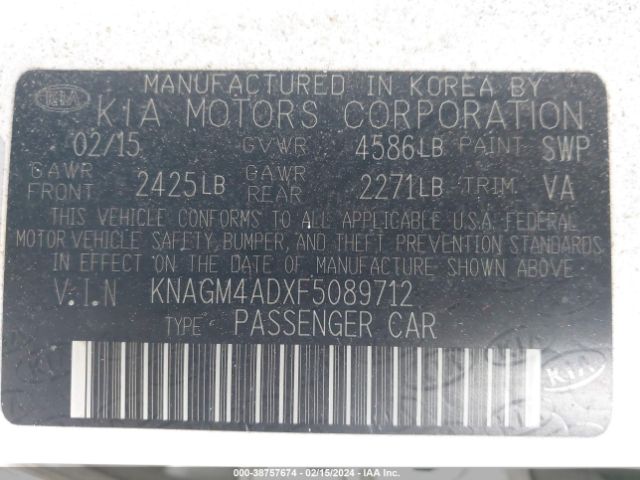 MANUFACTURED IN KOREA BY
KIA KIA MOTORS CORPORATION
02/15 GVWR 4586LB PAINT SWP
GAWR FRONT 2425LB GAWR REAR 2271LB TRIM VA
THIS VEHICLE CONFORMS TO ALL APPLICABLE U.S.A. FEDERAL
MOTOR VEHICLE SAFETY, BUMPER, AND THEFT PREVENTION STANDARDS
IN EFFECT ON THE DATE OF MANUFACTURE SHOWN ABOVE.
V.I.N KNAGM4ADXF5089712
TYPE PASSENGER CAR
KIA
000-38757674 - 02/15/2024 - IAA Inc.